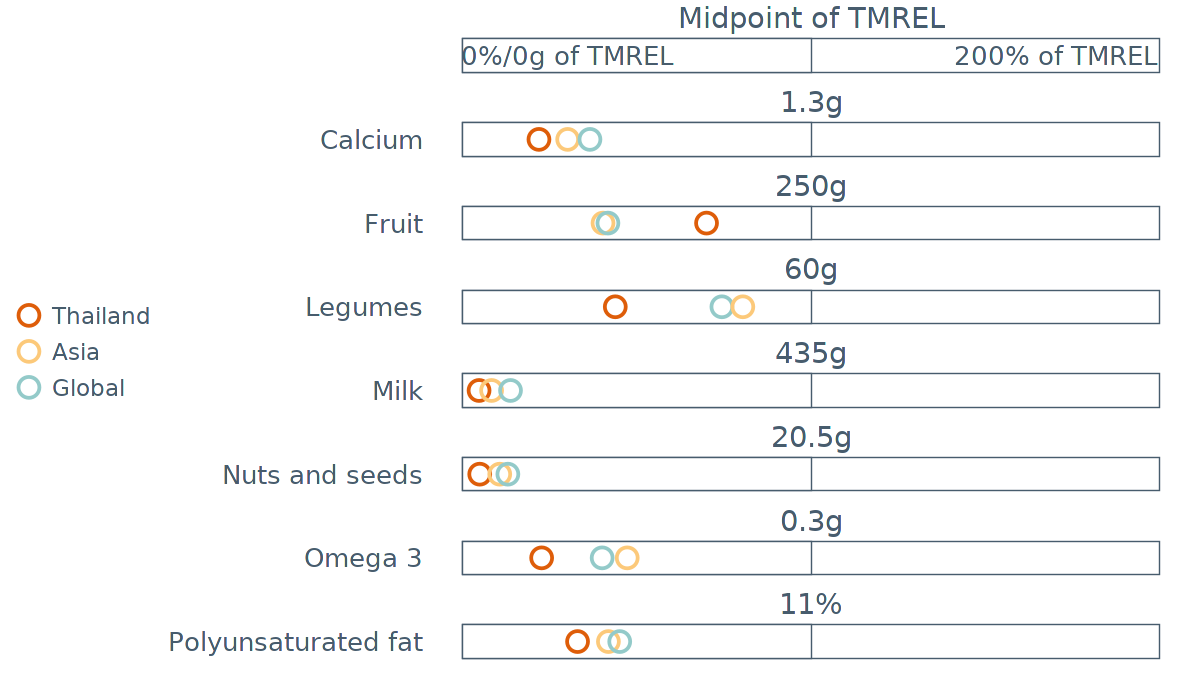 Midpoint of TMREL
0%/0g of TMREL
200% of TMREL
1.3g
Calcium
250g
Fruit
60g
Legumes
435g
Milk
20.5g
Nuts and seeds
0.3g
Omega 3
11%
Polyunsaturated fat
Thailand
Asia
Global